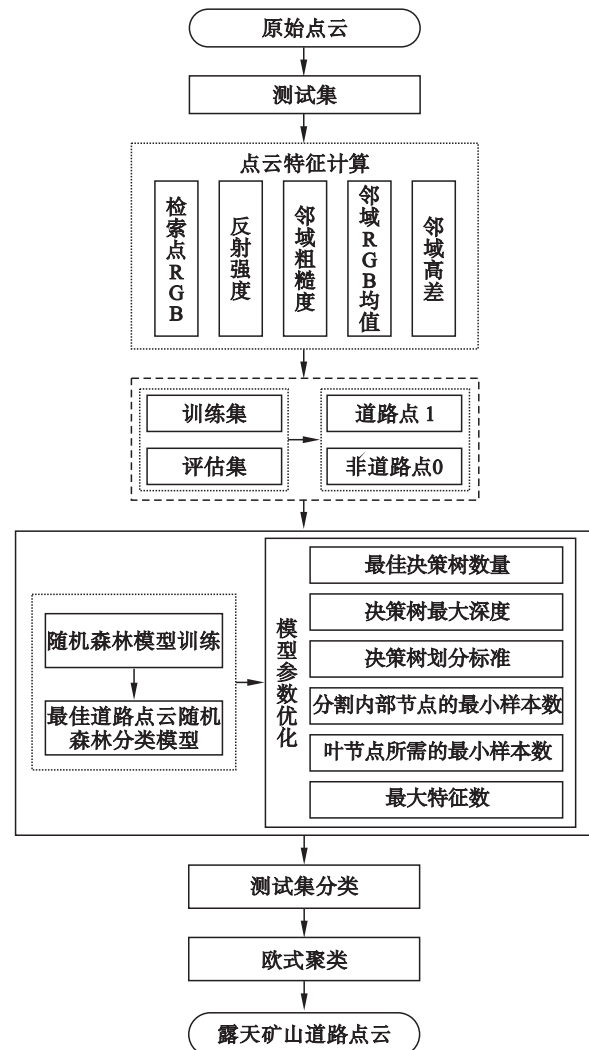 原始点云
测试集
点云特征计算
检索点RGB
反射强度
邻域粗糙度
邻域RGB均值
邻域高差
训练集
道路点 1
评估集
非道路点0
模型参数优化
最佳决策树数量
决策树最大深度
随机森林模型训练
决策树划分标准
最佳道路点云随机
森林分类模型
分割内部节点的最小样本数
叶节点所需的最小样本数
最大特征数
测试集分类
欧式聚类
露天矿山道路点云